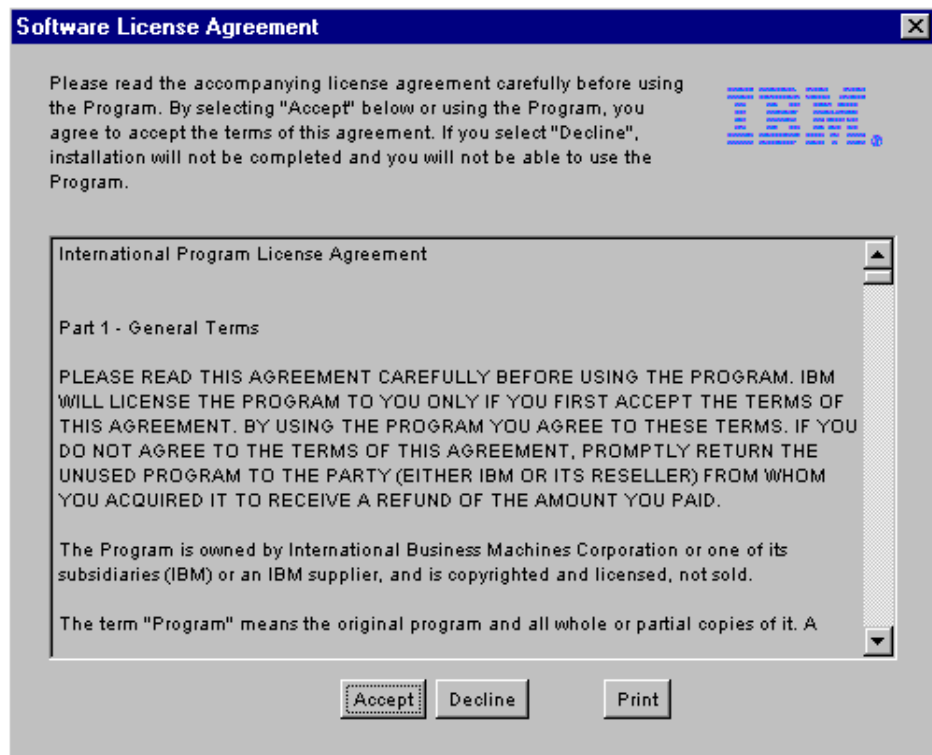 Software License Agreement
Please read the accompanying license agreement carefully before using
the Program. By selecting "Accept" below or using the Program, you
agree to accept the terms of this agreement. If you select "Decline",
installation will not be completed and you will not be able to use the
Program.
IBM®
International Program License Agreement
Part 1 - General Terms
PLEASE READ THIS AGREEMENT CAREFULLY BEFORE USING THE PROGRAM. IBM
WILL LICENSE THE PROGRAM TO YOU ONLY IF YOU FIRST ACCEPT THE TERMS OF
THIS AGREEMENT. BY USING THE PROGRAM YOU AGREE TO THESE TERMS. IF YOU
DO NOT AGREE TO THE TERMS OF THIS AGREEMENT, PROMPTLY RETURN THE
UNUSED PROGRAM TO THE PARTY (EITHER IBM OR ITS RESELLER) FROM WHOM
YOU ACQUIRED IT TO RECEIVE A REFUND OF THE AMOUNT YOU PAID.
The Program is owned by International Business Machines Corporation or one of its
subsidiaries (IBM) or an IBM supplier, and is copyrighted and licensed, not sold.
The term "Program" means the original program and all whole or partial copies of it. A
Accept Decline Print